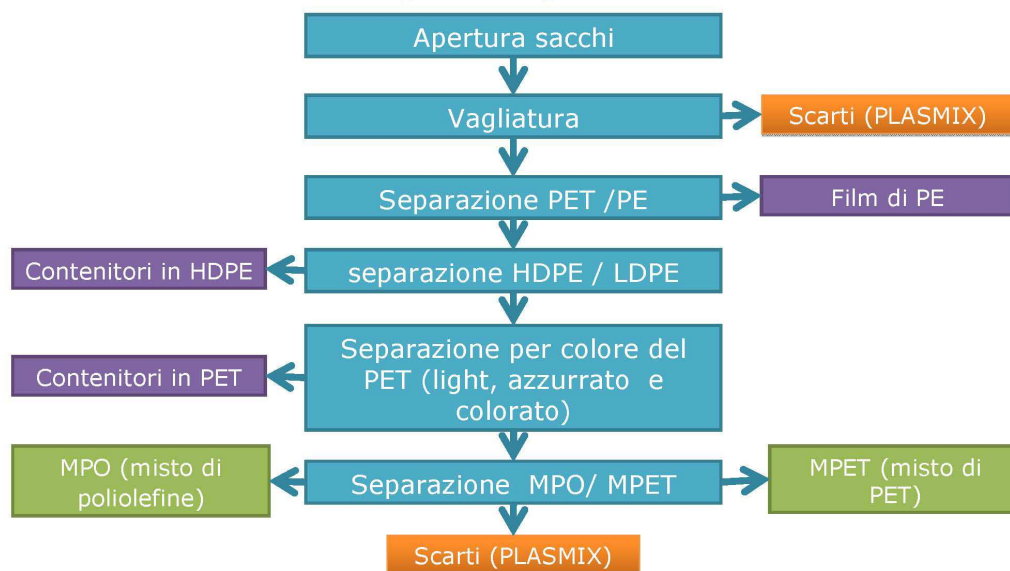 Apertura sacchi
Vagliatura
Scarti (PLASMIX)
Separazione PET /PE
Film di PE
Contenitori in HDPE
separazione HDPE / LDPE
Separazione per colore del
PET (light, azzurrato e
colorato)
Contenitori in PET
MPO (misto di
poliolefine)
Separazione MPO/ MPET
MPET (misto di
PET)
Scarti (PLASMIX)